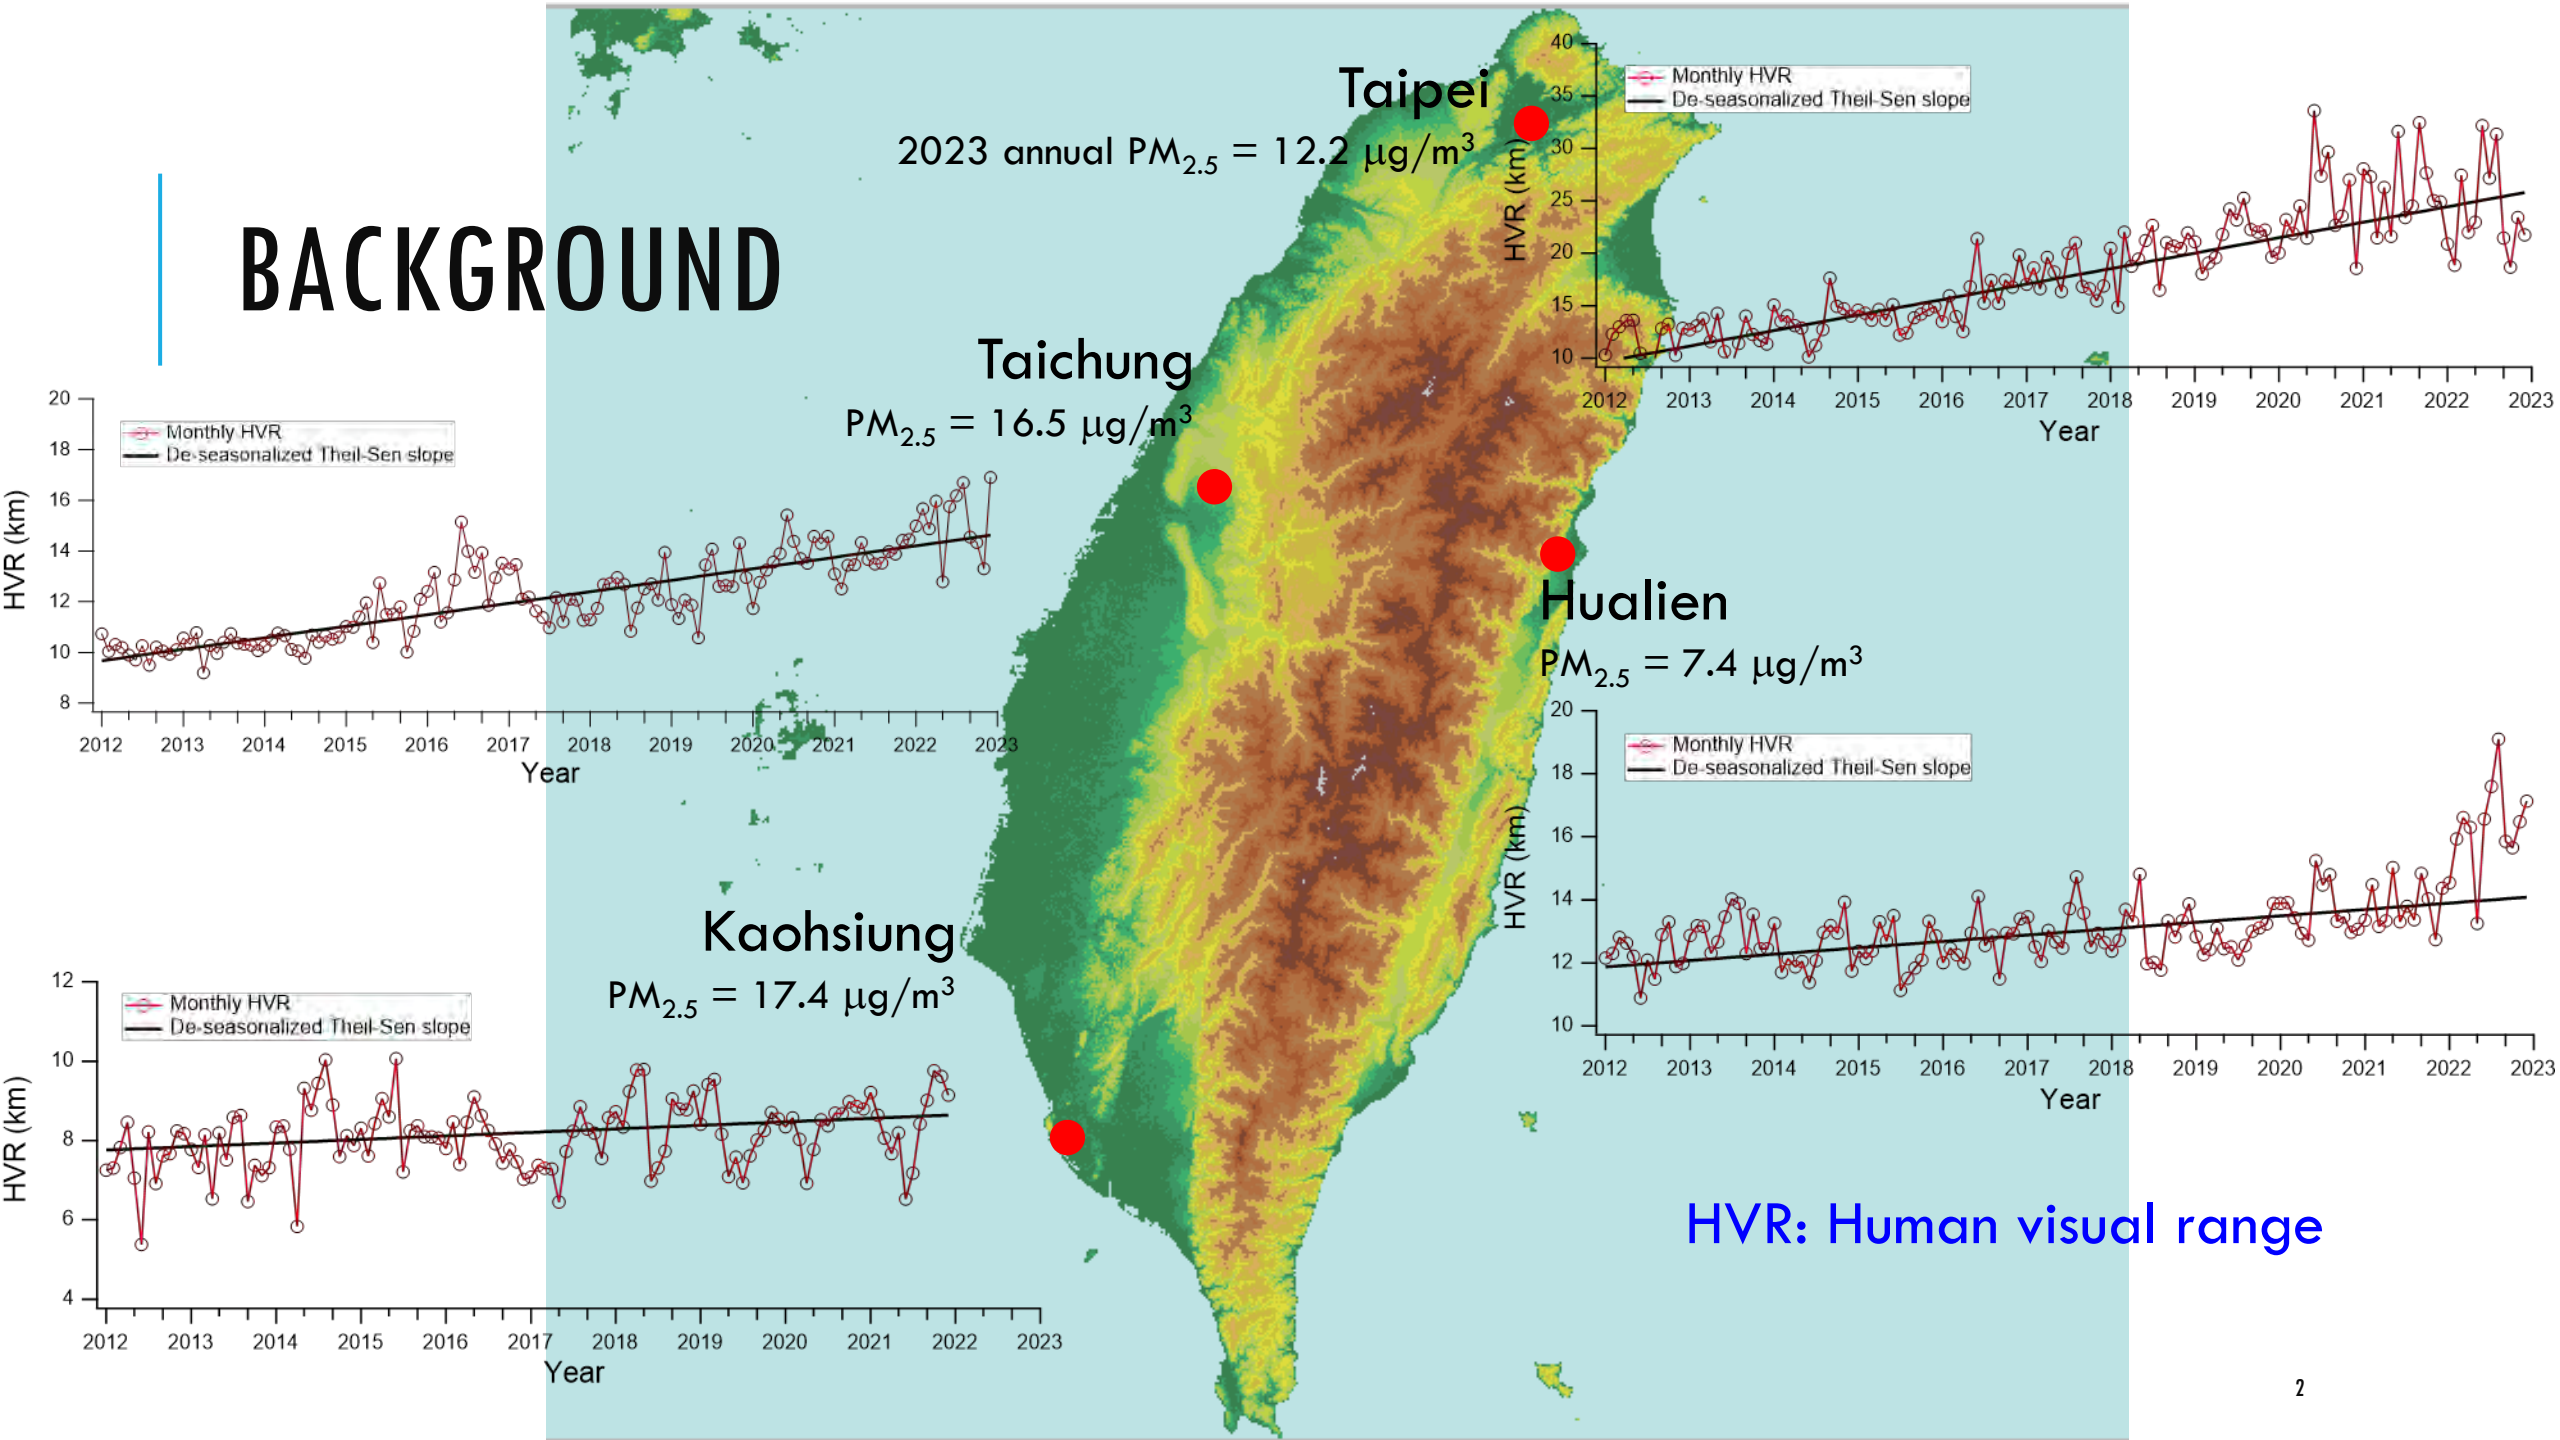 BACKGROUND
Taipei
2023 annual PM2.5 = 12.2 μg/m3
40
35
30
25
20
15
10
HVR (km)
Monthly HVR
De-seasonalized Theil-Sen slope
2012 2013 2014 2015 2016 2017 2018 2019 2020 2021 2022 2023
Year
Taichung
PM2.5 = 16.5 μg/m3
20
18
16
14
12
10
8
HVR (km)
Monthly HVR
De-seasonalized Theil-Sen slope
2012 2013 2014 2015 2016 2017 2018 2019 2020 2021 2022 2023
Year
Hualien
PM2.5 = 7.4 μg/m3
20
18
16
14
12
10
HVR (km)
Monthly HVR
De-seasonalized Theil-Sen slope
2012 2013 2014 2015 2016 2017 2018 2019 2020 2021 2022 2023
Year
Kaohsiung
PM2.5 = 17.4 μg/m3
12
10
8
6
4
HVR (km)
Monthly HVR
De-seasonalized Theil-Sen slope
2012 2013 2014 2015 2016 2017 2018 2019 2020 2021 2022 2023
Year
HVR: Human visual range
2